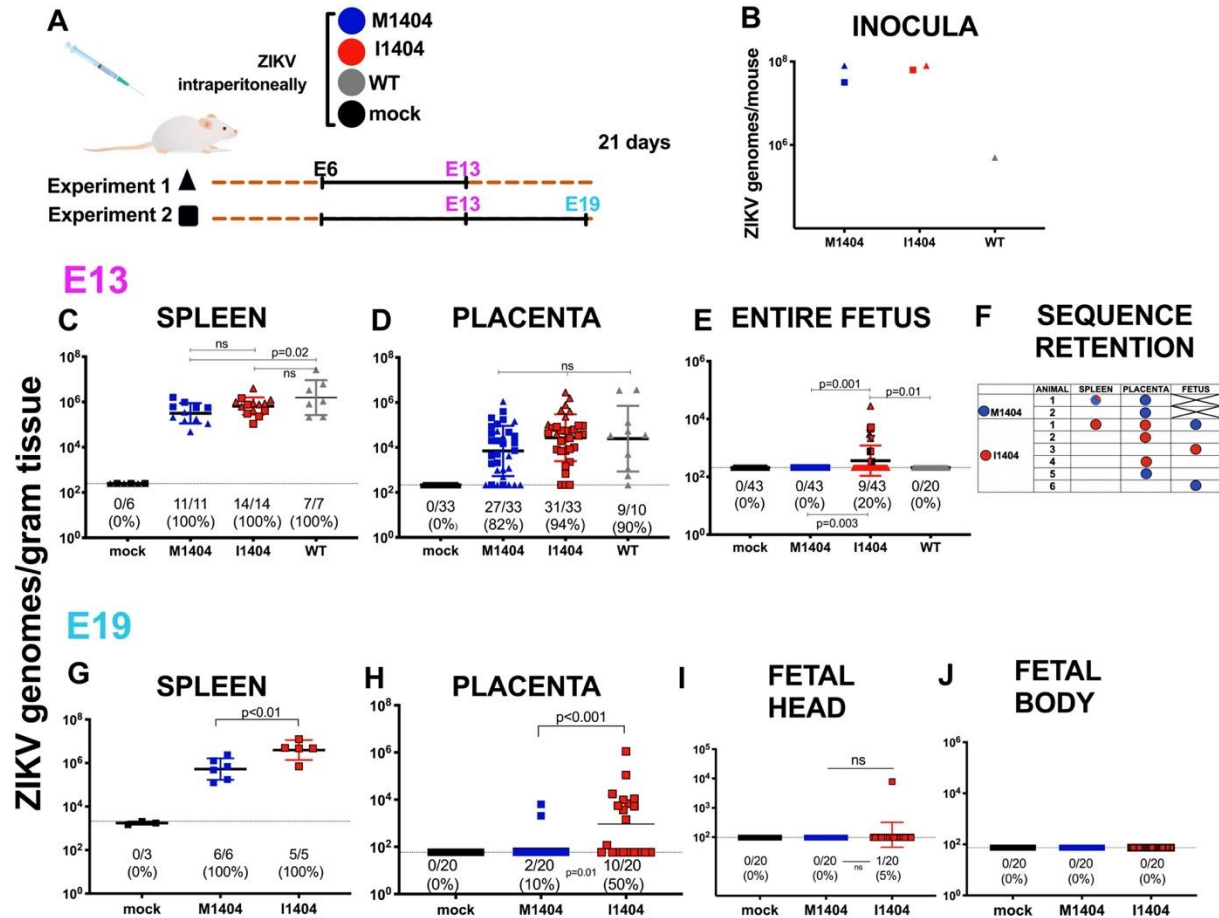 A
ZIKV
intraperitoneally
M1404
I1404
WT
mock
21 days
E6
E13
Experiment 1
Experiment 2
E13
E19
B
INOCULA
ZIKV genomes/mouse
10^8
10^6
M1404
I1404
WT
E13
ZIKV genomes/gram tissue
C
SPLEEN
ns
p=0.02
ns
10^8
10^6
10^4
10^2
10^0
0/6
(0%)
11/11
(100%)
14/14
(100%)
7/7
(100%)
mock
M1404
I1404
WT
D
PLACENTA
ns
10^8
10^6
10^4
10^2
10^0
0/33
(0%)
27/33
(82%)
31/33
(94%)
9/10
(90%)
mock
M1404
I1404
WT
E
ENTIRE FETUS
p=0.001
p=0.01
10^6
10^4
10^2
10^0
0/43
(0%)
0/43
(0%)
9/43
(20%)
0/20
(0%)
p=0.003
mock
M1404
I1404
WT
F
SEQUENCE
RETENTION
ANIMAL SPLEEN PLACENTA FETUS
M1404
1
2
I1404
1
2
3
4
5
6
E19
G
SPLEEN
p<0.01
10^8
10^6
10^4
10^2
10^0
0/3
(0%)
6/6
(100%)
5/5
(100%)
mock
M1404
I1404
H
PLACENTA
p<0.001
10^8
10^6
10^4
10^2
10^0
0/20
(0%)
2/20
(10%)
p=0.01
10/20
(50%)
mock
M1404
I1404
I
FETAL
HEAD
ns
10^5
10^4
10^3
10^2
10^1
10^0
0/20
(0%)
0/20
(0%)
ns
1/20
(5%)
mock
M1404
I1404
J
FETAL
BODY
10^6
10^4
10^2
10^0
0/20
(0%)
0/20
(0%)
0/20
(0%)
mock
M1404
I1404